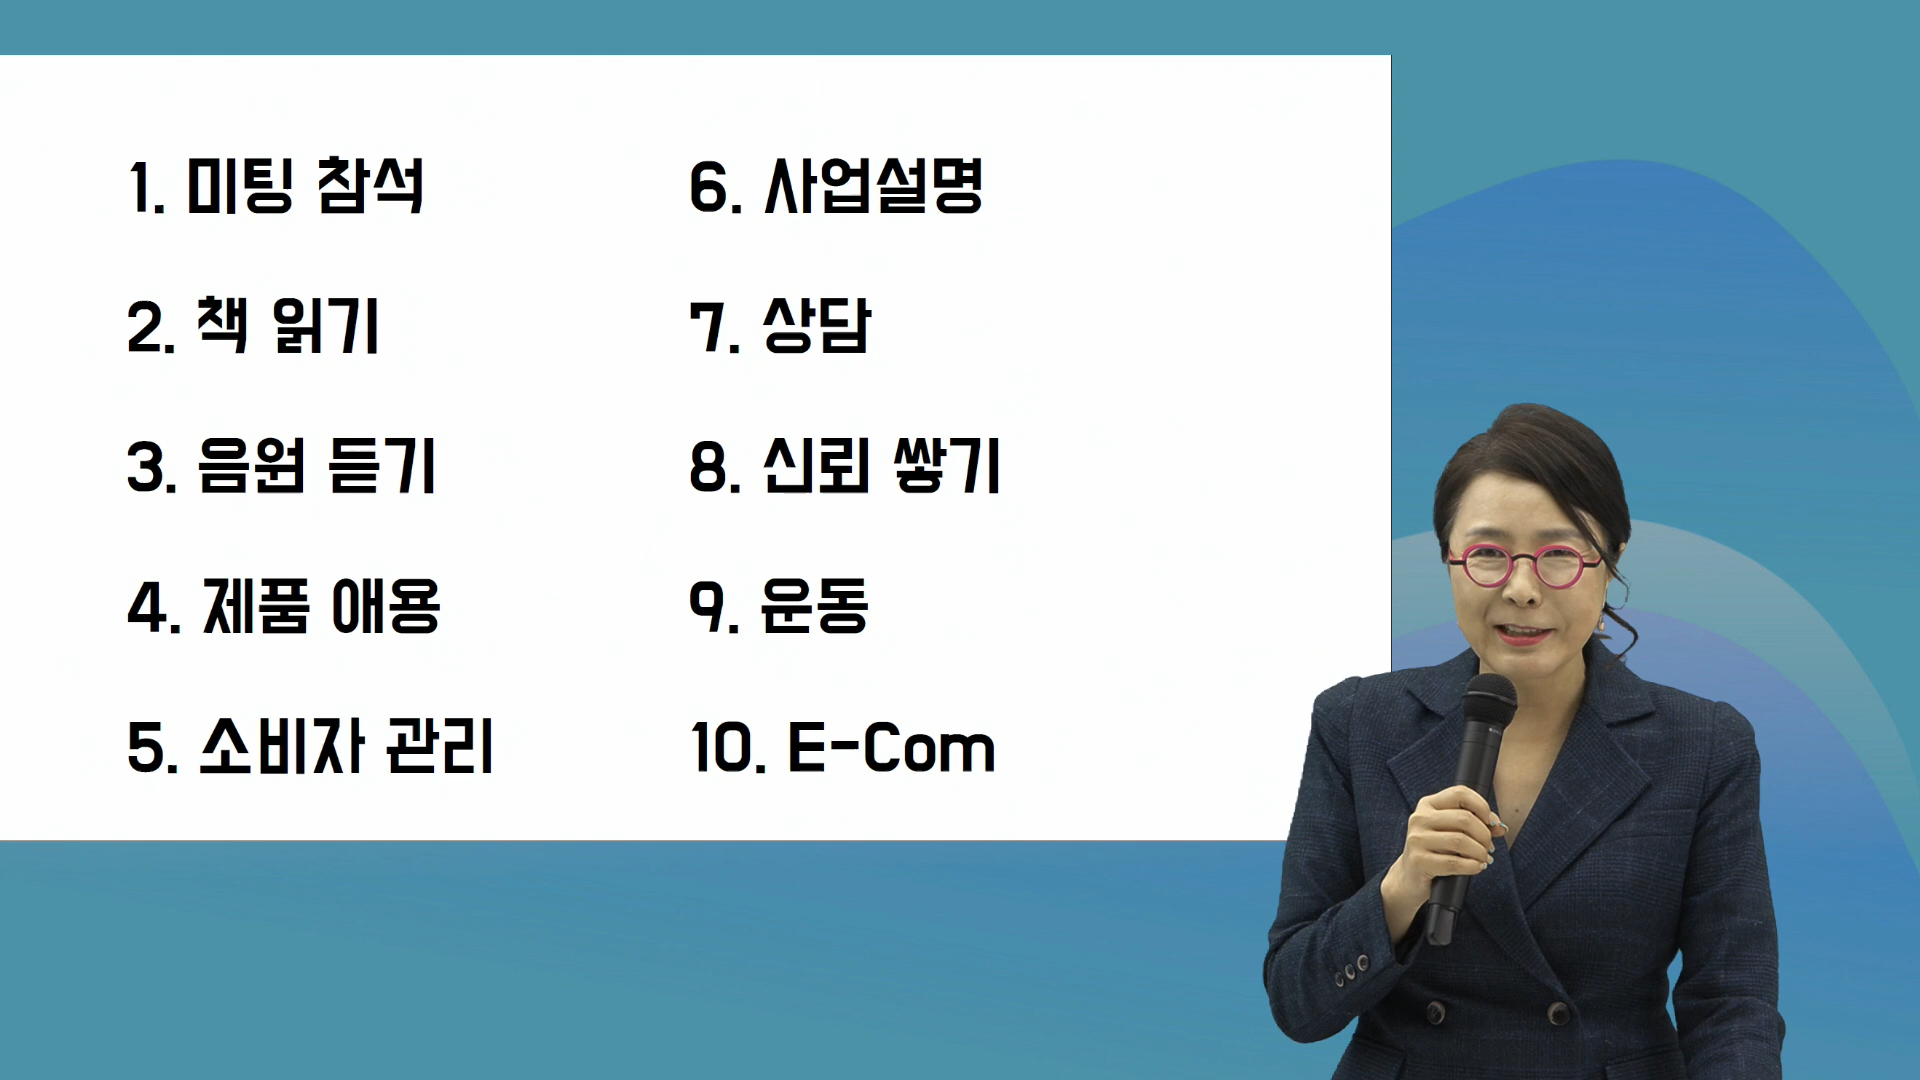 1. 미팅 참석
2. 책 읽기
3. 음원 듣기
4. 제품 애용
5. 소비자 관리
6. 사업설명
7. 상담
8. 신뢰 쌓기
9. 운동
10. E-Com